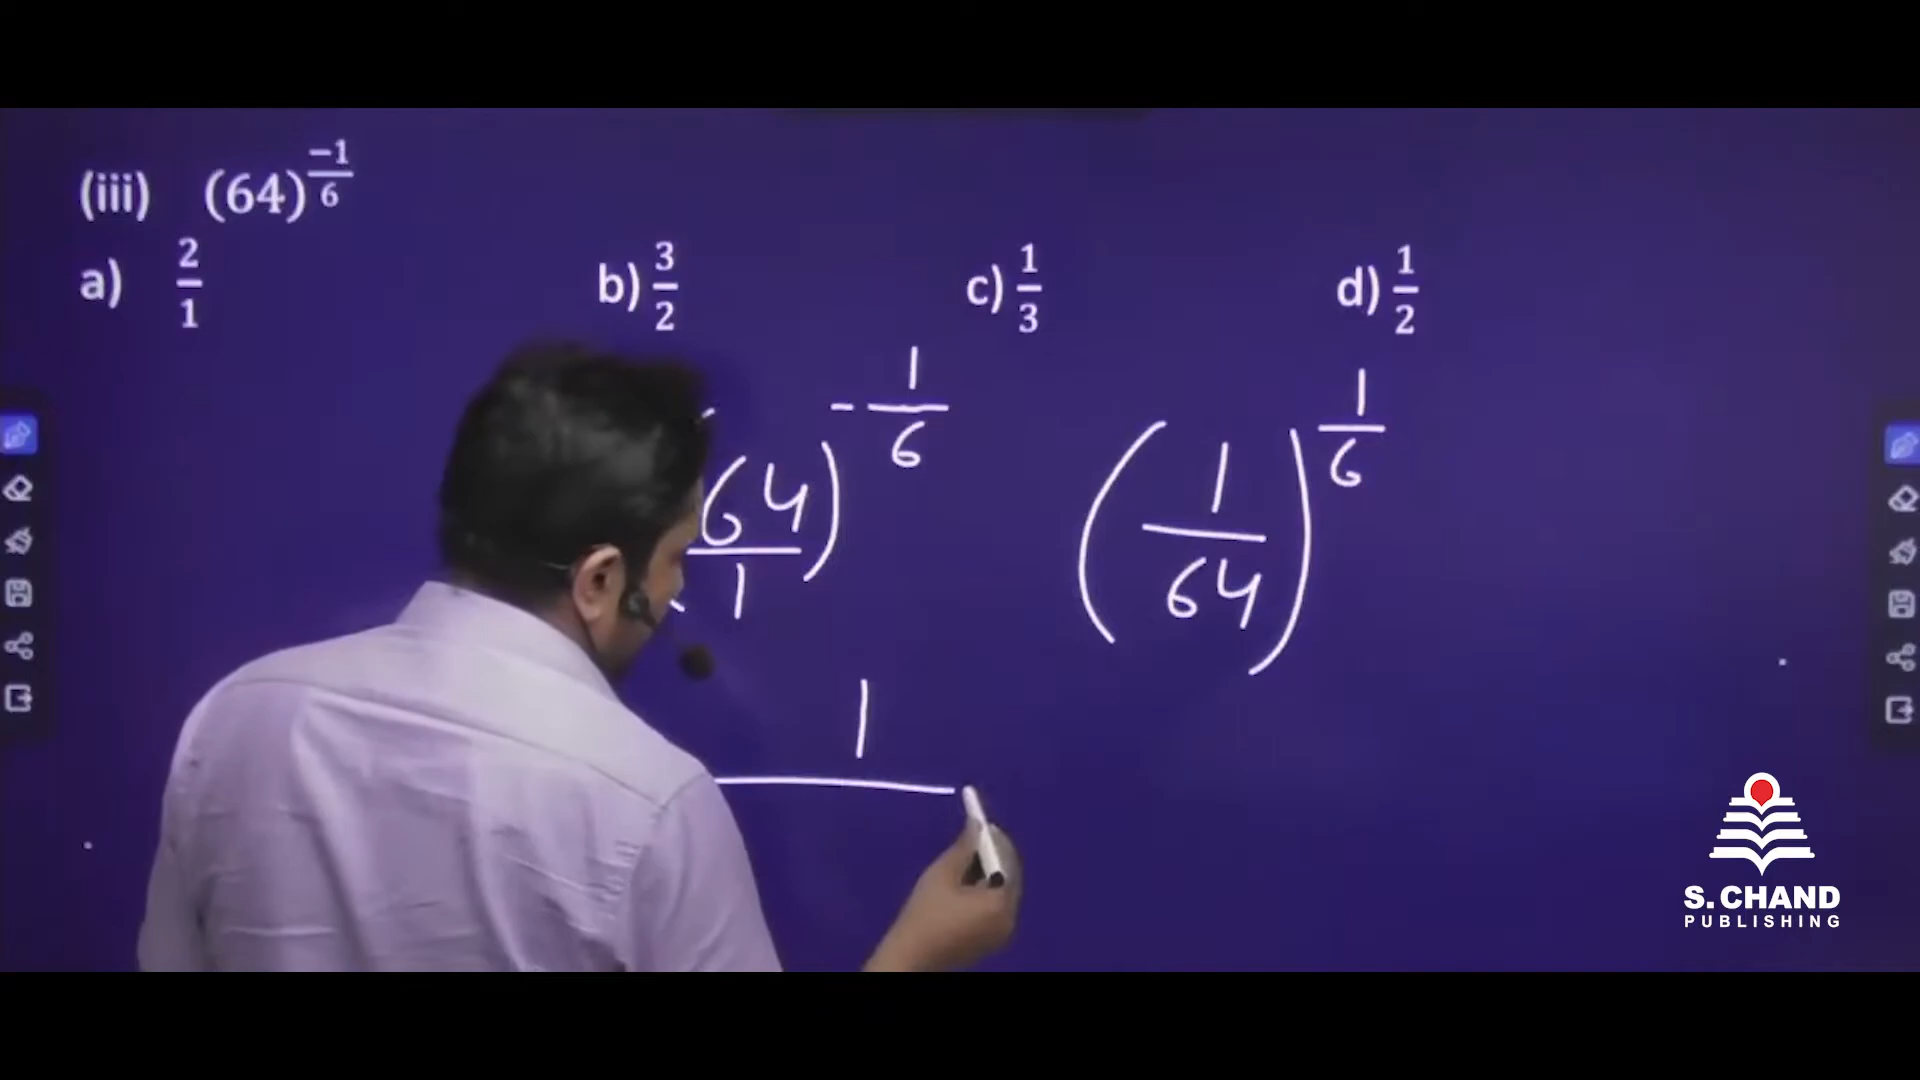 (iii) (64)^(-1/6)
a) 2/1 b) 3/2 c) 1/3 d) 1/2
64/1)^(-1/6) (1/64)^(1/6)
1
S. CHAND
PUBLISHING